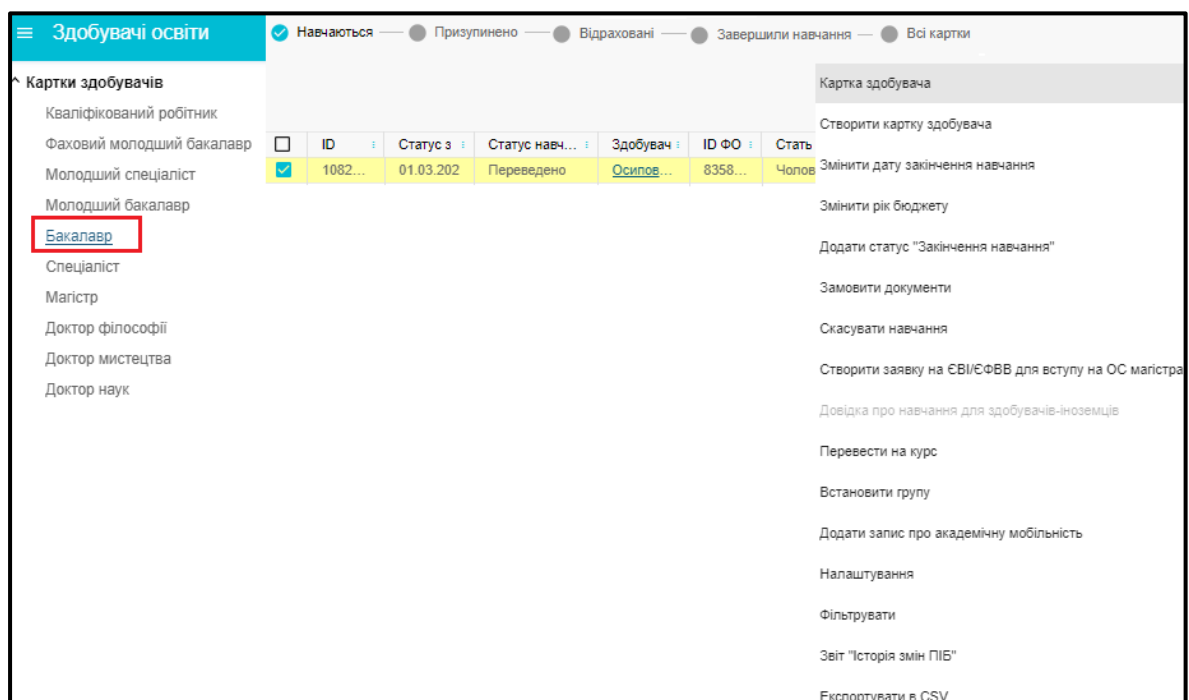 Здобувачі освіти
Навчаються
Призупинено
Відраховані
Завершили навчання
Всі картки
Картки здобувачів
Кваліфікований робітник
Фаховий молодший бакалавр
Молодший спеціаліст
Молодший бакалавр
Бакалавр
Спеціаліст
Магістр
Доктор філософії
Доктор мистецтва
Доктор наук
ID Статус з Статус навч... Здобувач ID ФО Стать
1082... 01.03.202 Переведено Осипов... 8358... Чолов
Картка здобувача
Створити картку здобувача
Змінити дату закінчення навчання
Змінити рік бюджету
Додати статус "Закінчення навчання"
Замовити документи
Скасувати навчання
Створити заявку на ЄВІ/ЄФВВ для вступу на ОС магістра
Довідка про навчання для здобувачів-іноземців
Перевести на курс
Встановити групу
Додати запис про академічну мобільність
Налаштування
Фільтрувати
Звіт "Історія змін ПІБ"
Експортувати в CSV